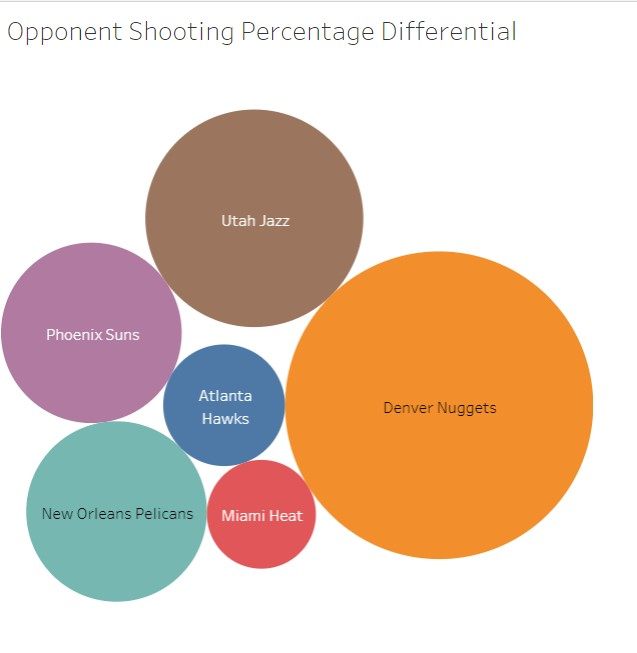 Opponent Shooting Percentage Differential
Utah Jazz
Phoenix Suns
Atlanta
Hawks
Denver Nuggets
New Orleans Pelicans
Miami Heat